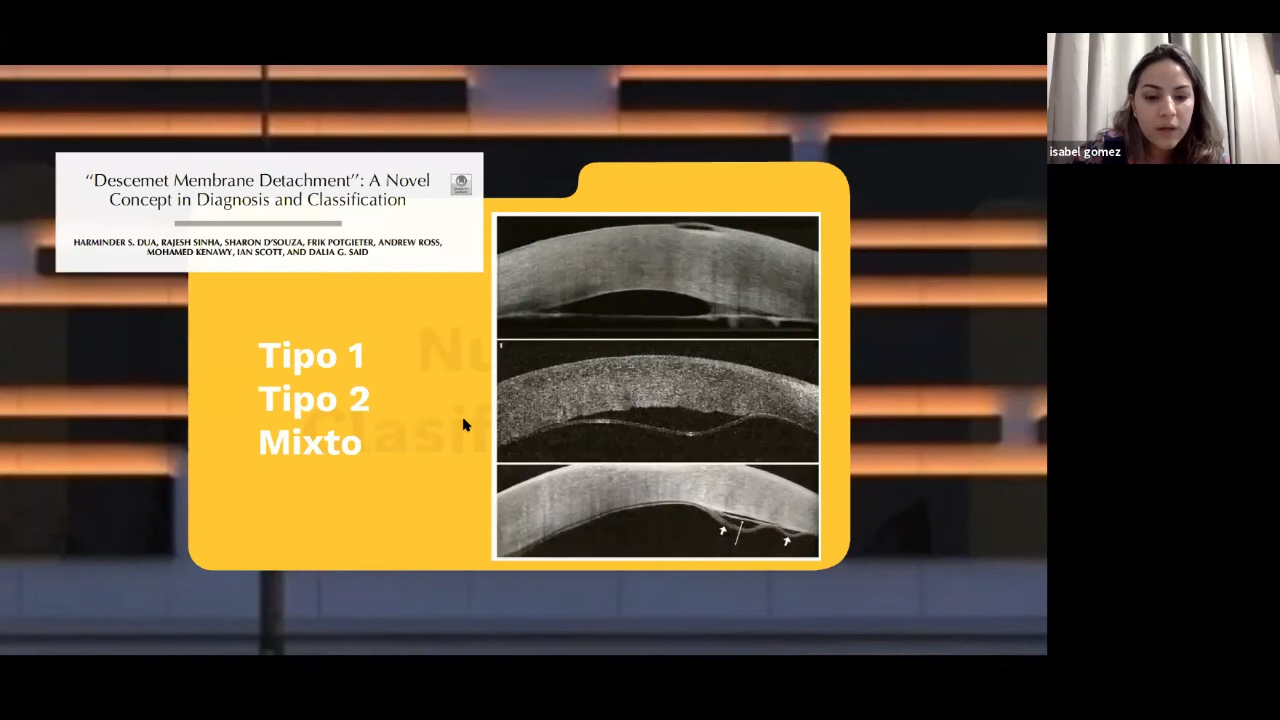 isabel gomez
“Descemet Membrane Detachment”: A Novel
Concept in Diagnosis and Classification
HARMINDER S. DUA, RAJESH SINHA, SHARON D’SOUZA, FRIK POTGIETER, ANDREW ROSS,
MOHAMED KENAWY, IAN SCOTT, AND DALIA G. SAID
Tipo 1
Tipo 2
Mixto